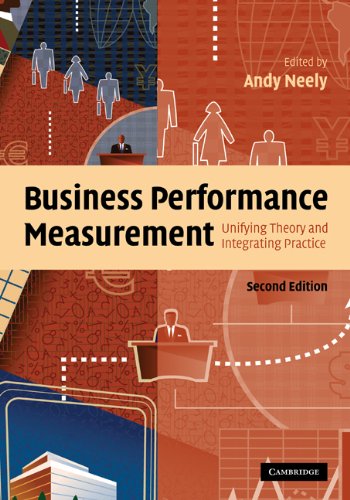 Edited by
Andy Neely
Business Performance
Measurement
Unifying Theory and
Integrating Practice
Second Edition
CAMBRIDGE